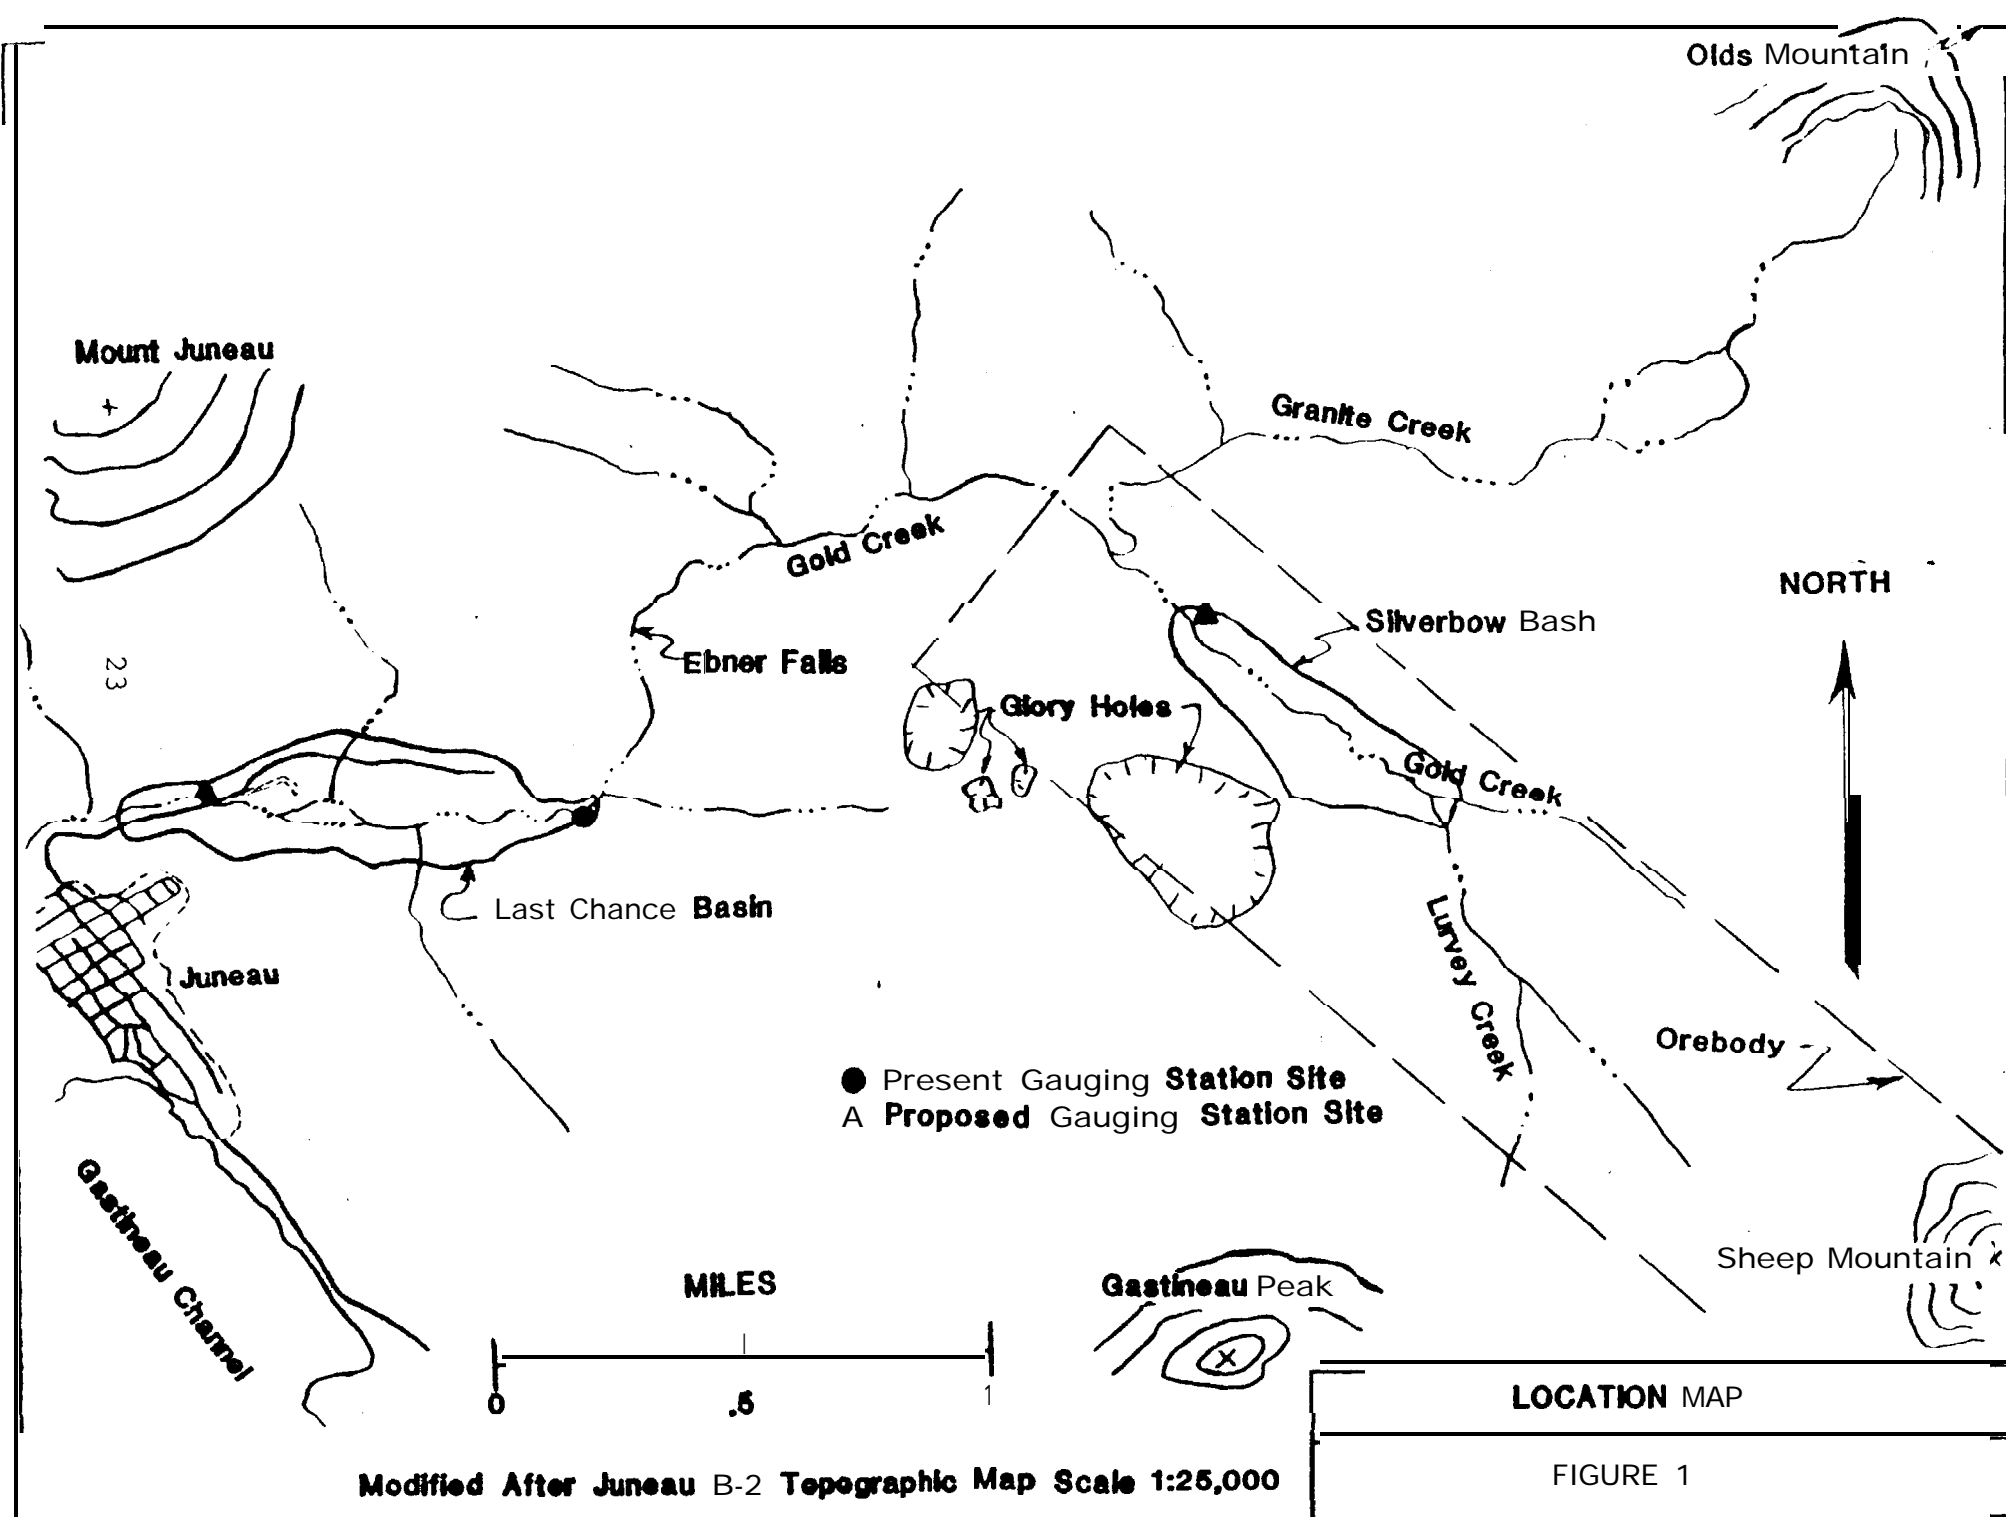 Olds Mountain
Mount Juneau
Granite Creek
Gold Creek
NORTH
Silverbow Bash
Ebner Falls
23
Glory Holes
Gold Creek
Last Chance Basin
Lurvey Creek
Juneau
Orebody
● Present Gauging Station Site
A Proposed Gauging Station Site
Gastineau Channel
Sheep Mountain
MILES
Gastineau Peak
0 .5 1
LOCATION MAP
Modified After Juneau B-2 Topographic Map Scale 1:25,000
FIGURE 1